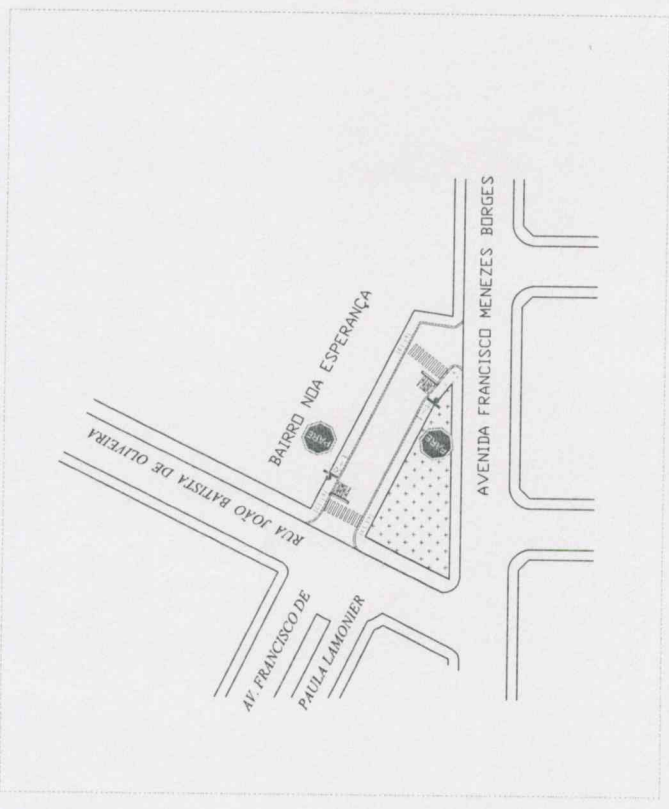 BAIRRO NOA ESPERANÇA
PARE
RUA JOÃO BATISTA DE OLIVEIRA
PARE
AVENIDA FRANCISCO MENEZES BORGES
AV. FRANCISCO DE
PAULA LAMONIER